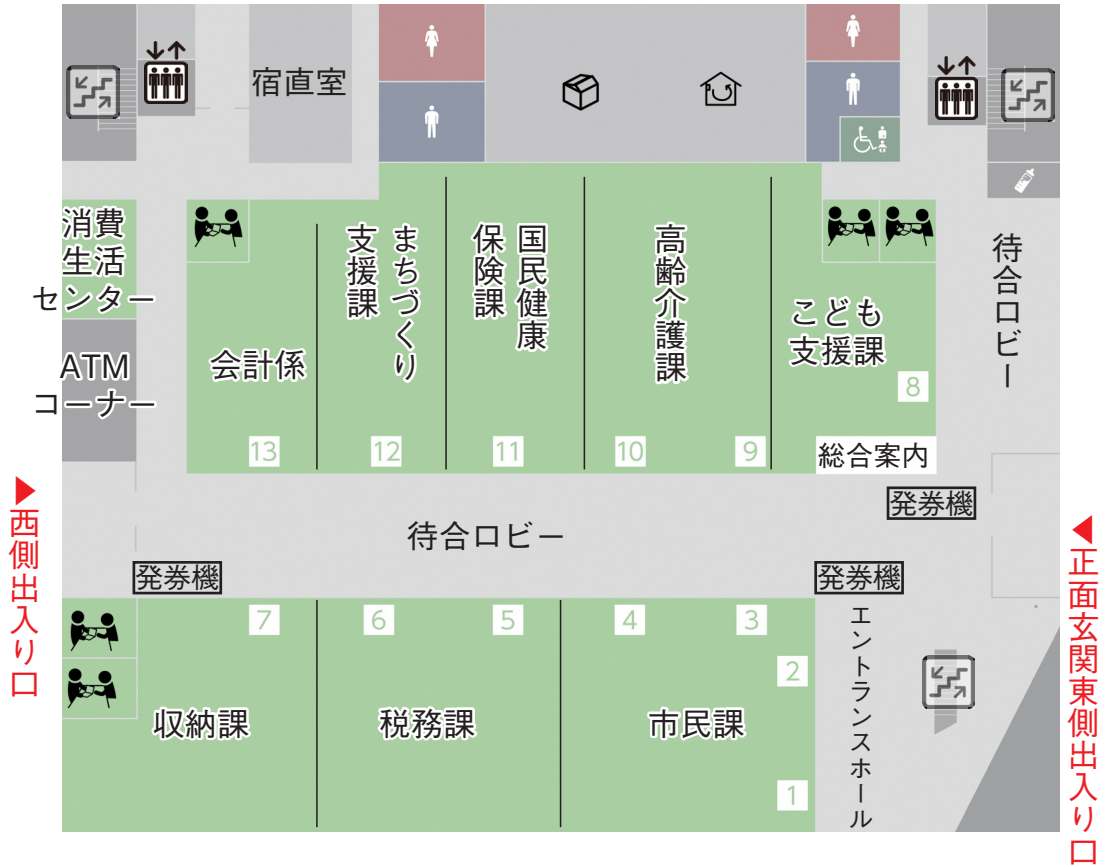 宿直室
消費
生活
センター
ATM
コーナー
会計係
13
まちづくり
支援課
12
国民健康
保険課
11
高齢介護課
10
9
こども
支援課
8
総合案内
待合ロビー
発券機
待合ロビー
発券機
発券機
▶西側出入り口
◀正面玄関東側出入り口
7
収納課
6
5
税務課
4
3
2
市民課
1
エントランスホール